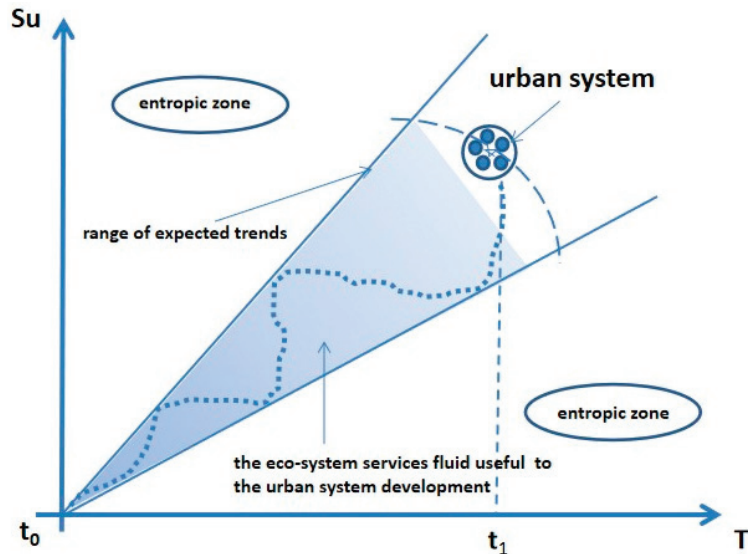 Su
urban system
entropic zone
range of expected trends
entropic zone
the eco-system services fluid useful to
the urban system development
t0
t1
T